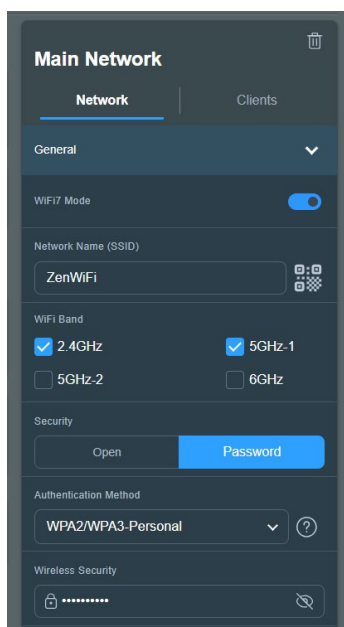 Main Network
Network Clients
General
WiFi7 Mode
Network Name (SSID)
ZenWiFi
WiFi Band
2.4GHz 5GHz-1
5GHz-2 6GHz
Security
Open Password
Authentication Method
WPA2/WPA3-Personal ?
Wireless Security
••••••••••